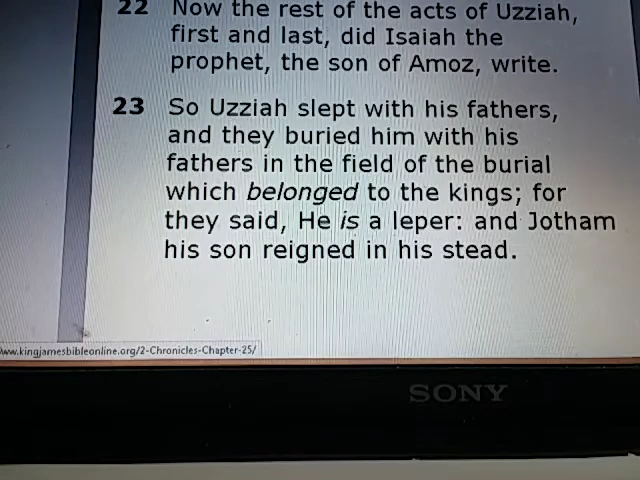 22 Now the rest of the acts of Uzziah,
first and last, did Isaiah the
prophet, the son of Amoz, write.
23 So Uzziah slept with his fathers,
and they buried him with his
fathers in the field of the burial
which belonged to the kings; for
they said, He is a leper: and Jotham
his son reigned in his stead.
www.kingjamesbibleonline.org/2-Chronicles-Chapter-25/
SONY